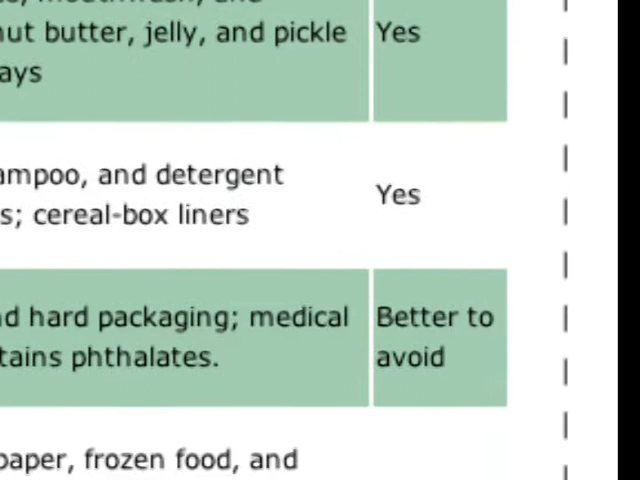 nut butter, jelly, and pickle
Yes
ays
ampoo, and detergent
s; cereal-box liners
Yes
nd hard packaging; medical
tains phthalates.
Better to
avoid
paper, frozen food, and